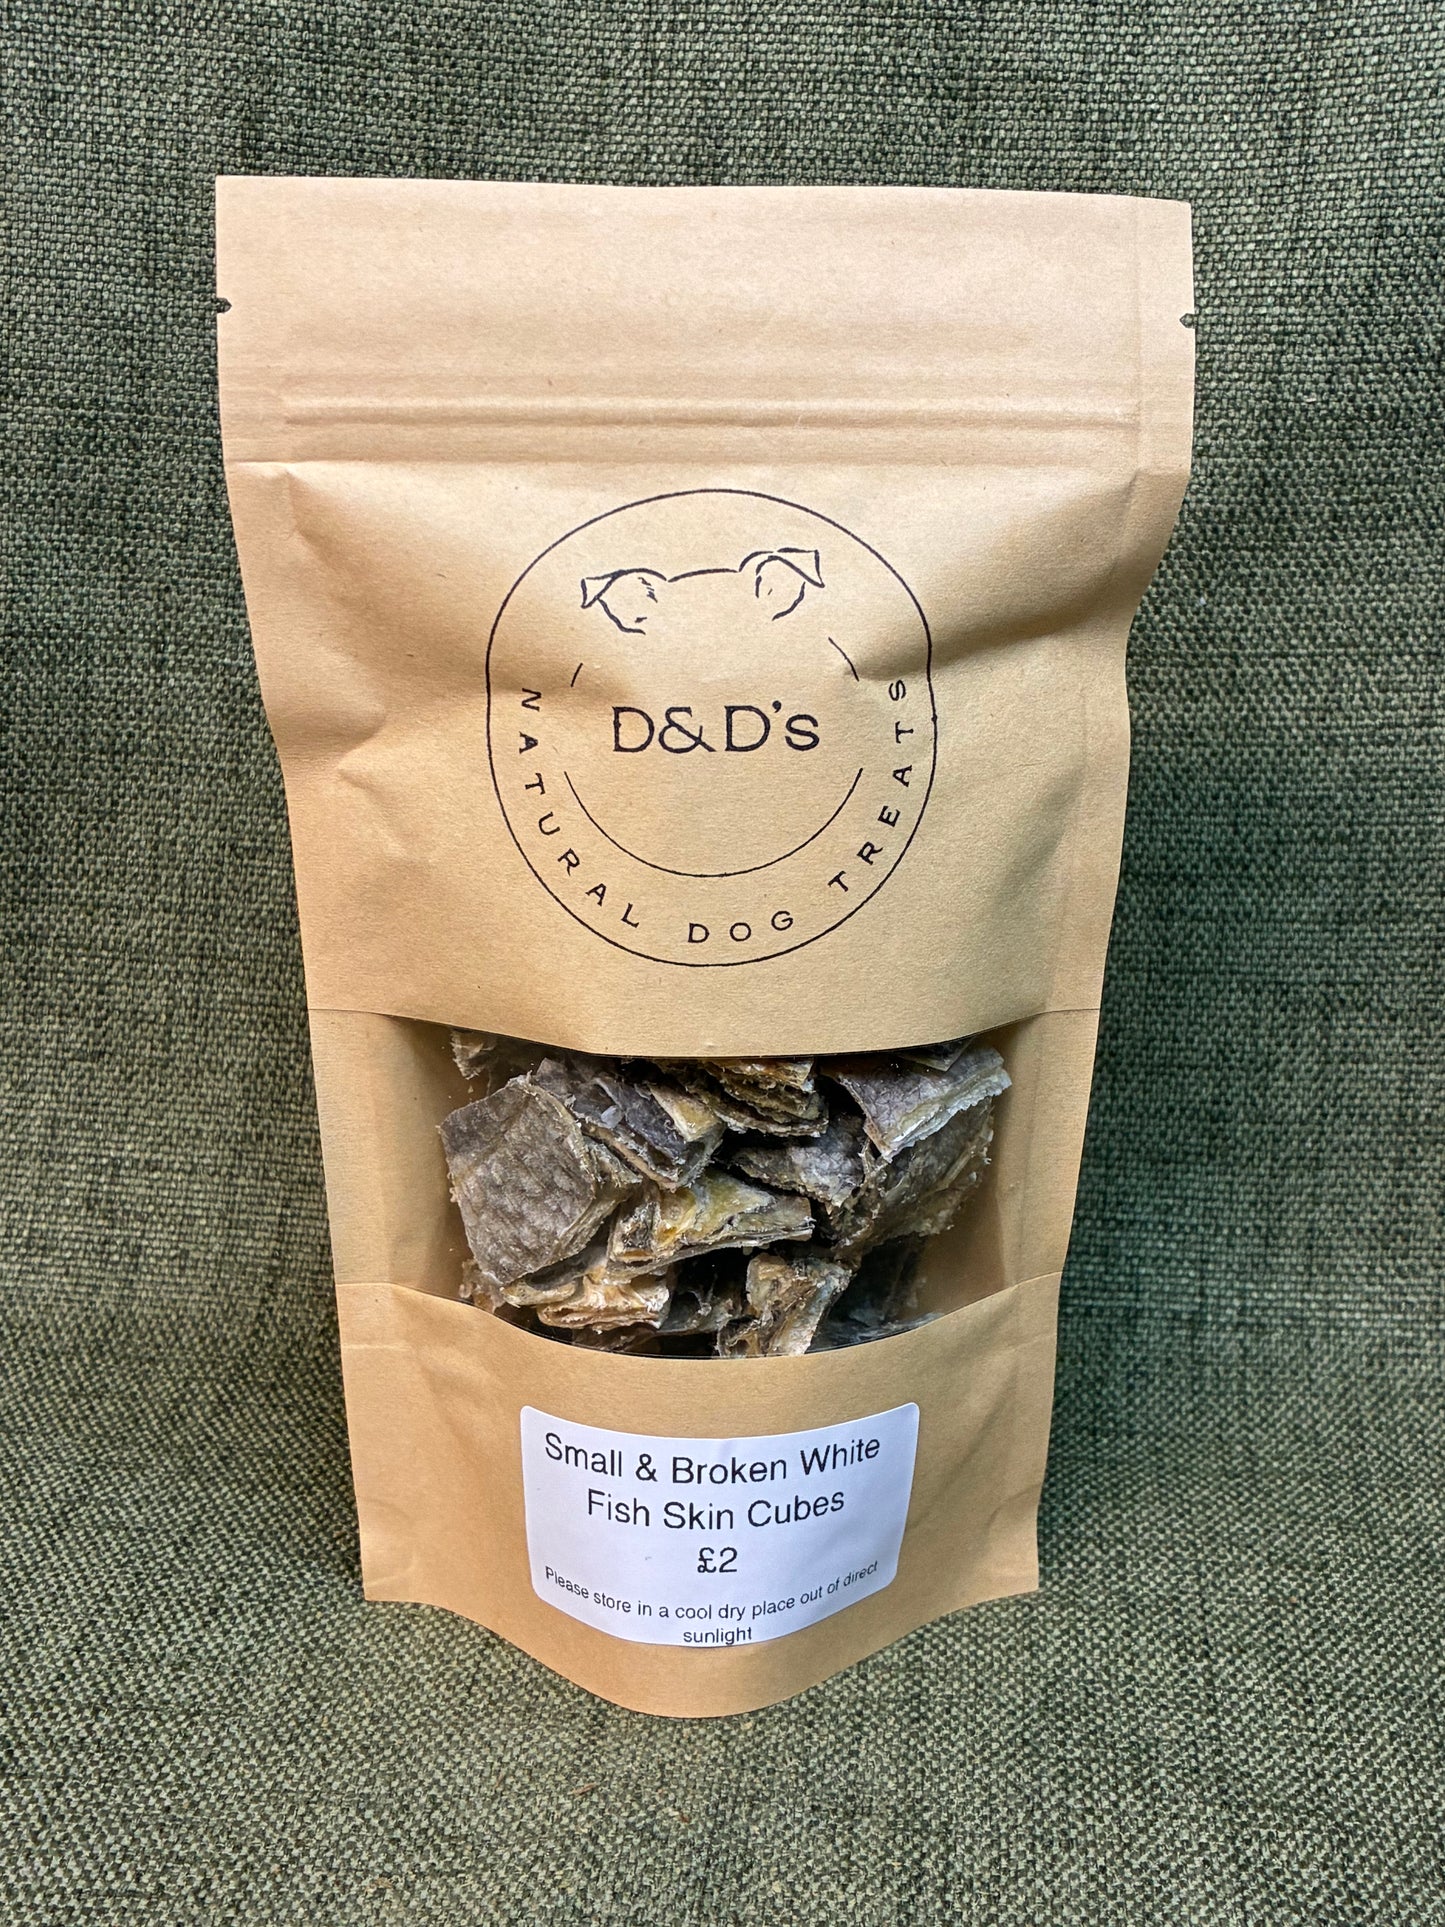 D&D's
NATURAL DOG TREATS
Small & Broken White
Fish Skin Cubes
£2
Please store in a cool dry place out of direct
sunlight